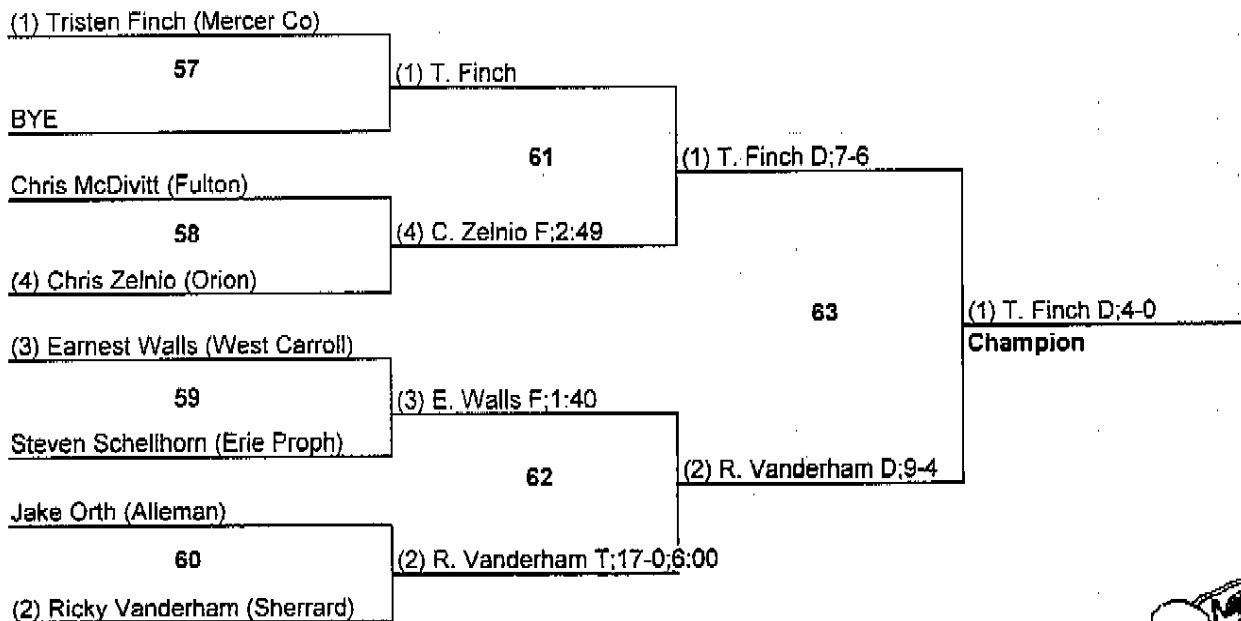 (1) Tristen Finch (Mercer Co)
57
BYE
(1) T. Finch
61
Chris McDivitt (Fulton)
58
(4) Chris Zelnio (Orion)
(4) C. Zelnio F;2:49
(1) T. Finch D;7-6
63
(3) Earnest Walls (West Carroll)
59
Steven Schellhorn (Erie Proph)
(3) E. Walls F;1:40
62
Jake Orth (Alleman)
60
(2) Ricky Vanderham (Sherrard)
(2) R. Vanderham T;17-0;6:00
(2) R. Vanderham D;9-4
(1) T. Finch D;4-0
Champion